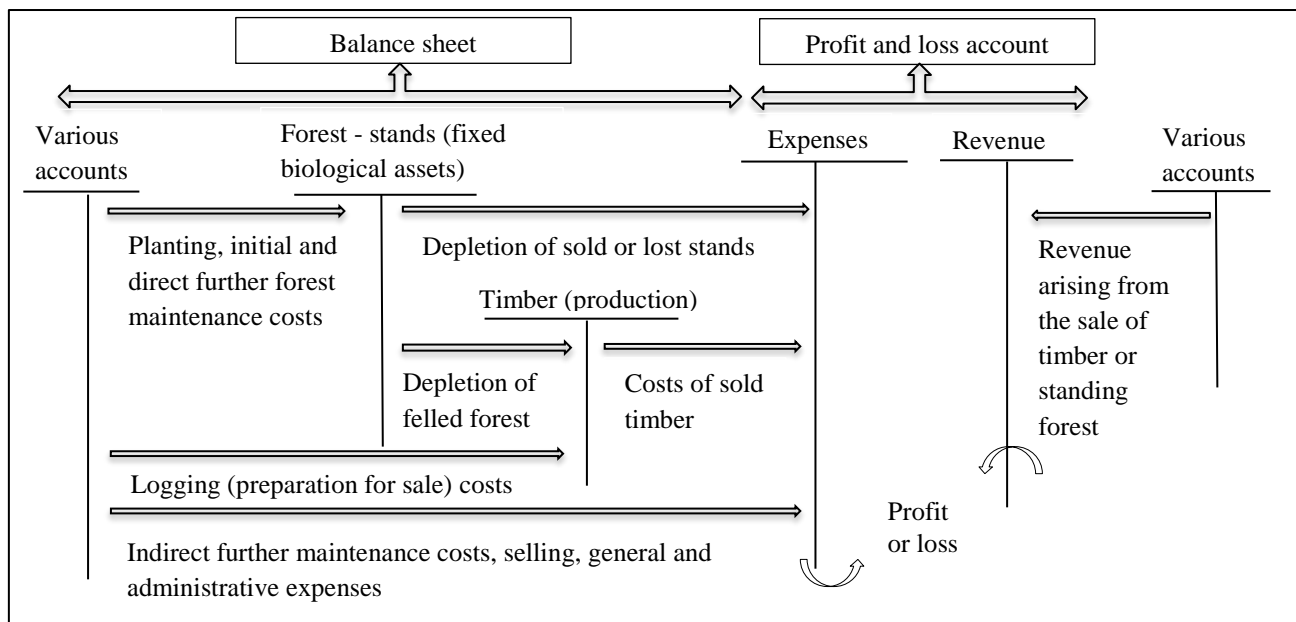 Balance sheet
Profit and loss account
Various
accounts
Forest - stands (fixed
biological assets)
Expenses
Revenue
Various
accounts
Planting, initial and
direct further forest
maintenance costs
Depletion of sold or lost stands
Revenue
arising from
the sale of
timber or
standing
forest
Timber (production)
Depletion of
felled forest
Costs of sold
timber
Logging (preparation for sale) costs
Profit
or loss
Indirect further maintenance costs, selling, general and
administrative expenses